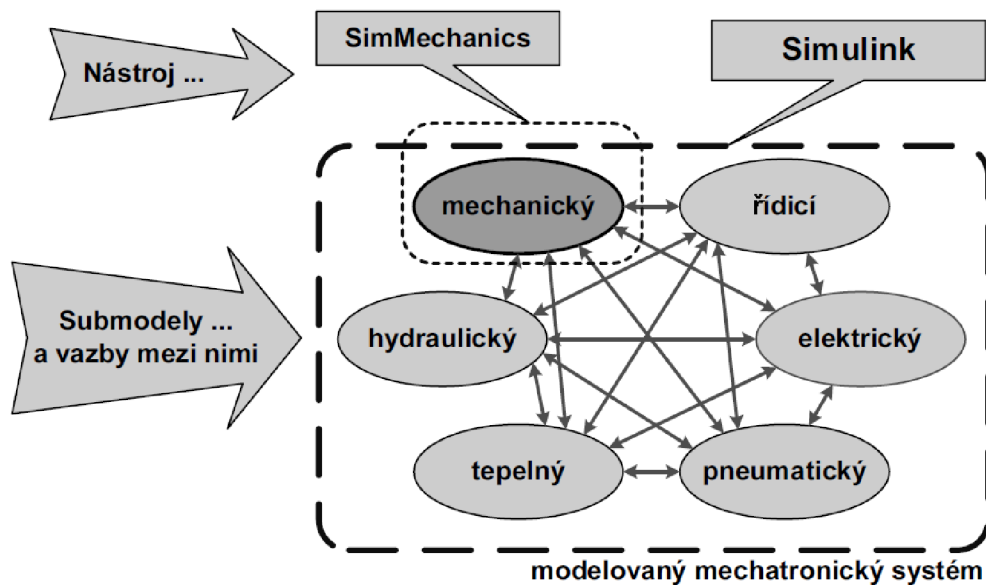 SimMechanics
Simulink
Nástroj ...
mechanický
řídicí
Submodely ...
a vazby mezi nimi
hydraulický
elektrický
tepelný
pneumatický
modelovaný mechatronický systém